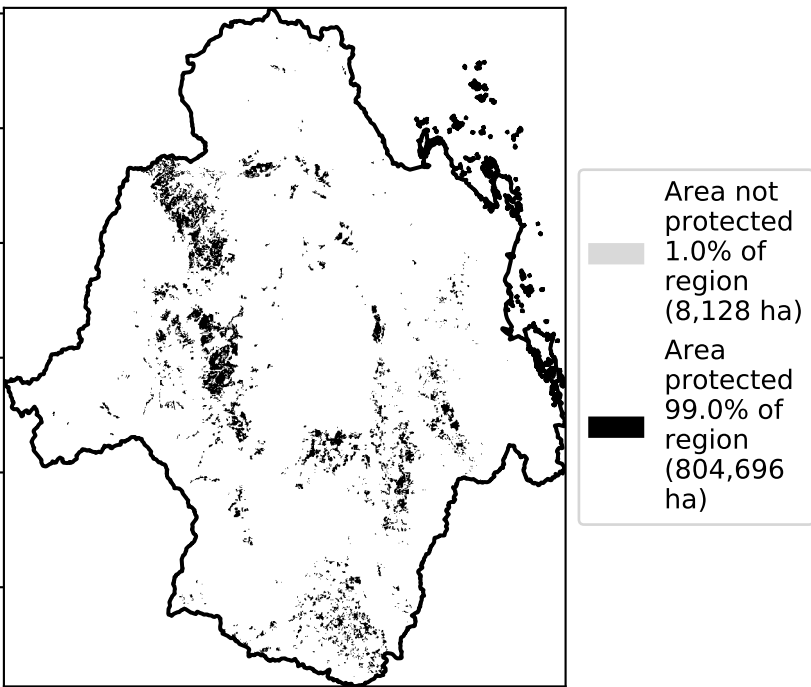 Area not
protected
1.0% of
region
(8,128 ha)
Area
protected
99.0% of
region
(804,696
ha)